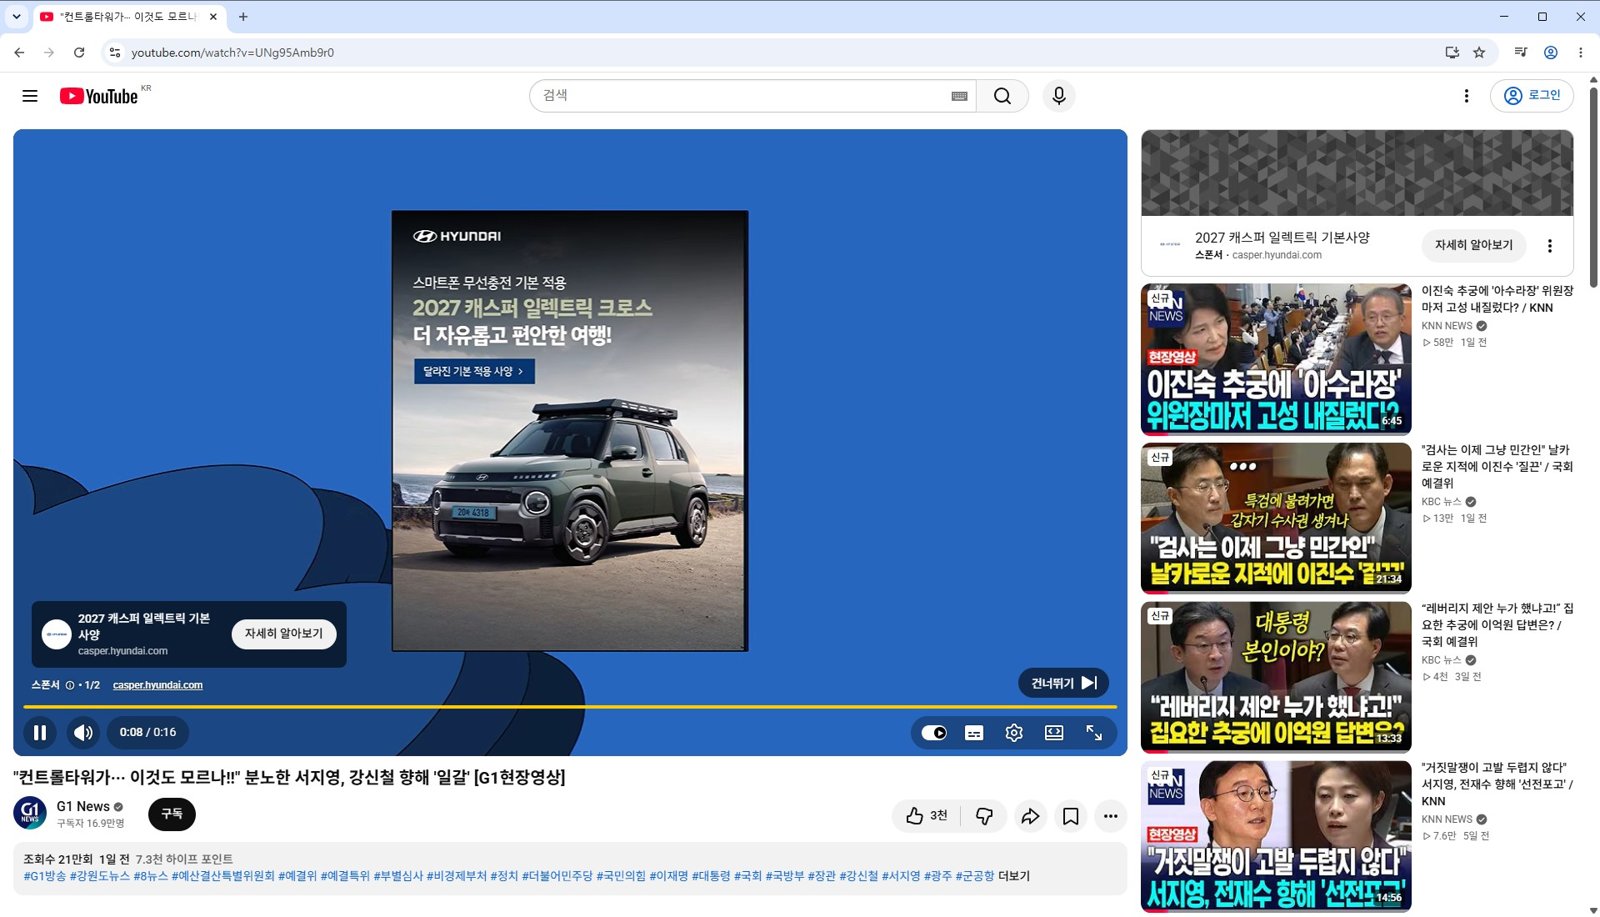 "컨트롤타워가… 이것도 모르나
youtube.com/watch?v=UNg95Amb9r0
YouTube KR
검색
로그인
HYUNDAI
스마트폰 무선충전 기본 적용
2027 캐스퍼 일렉트릭 크로스
더 자유롭고 편안한 여행!
달라진 기본 적용 사양 >
20육 4318
2027 캐스퍼 일렉트릭 기본
사양
casper.hyundai.com
자세히 알아보기
스폰서 · 1/2 casper.hyundai.com
건너뛰기
0:08 / 0:16
"컨트롤타워가… 이것도 모르나!!" 분노한 서지영, 강신철 향해 '일갈' [G1현장영상]
G1 NEWS
G1 News
구독자 16.9만명
구독
3천
조회수 21만회 1일 전 7.3천 하이프 포인트
#G1방송 #강원도뉴스 #8뉴스 #예산결산특별위원회 #예결위 #예결특위 #부별심사 #비경제부처 #정치 #더불어민주당 #국민의힘 #이재명 #대통령 #국회 #국방부 #장관 #강신철 #서지영 #광주 #군공항 더보기
2027 캐스퍼 일렉트릭 기본사양
스폰서 · casper.hyundai.com
자세히 알아보기
신규
KNN NEWS
현장영상
이진숙 추궁에 '아수라장'
위원장마저 고성 내질렀다?
6:45
이진숙 추궁에 '아수라장' 위원장
마저 고성 내질렀다? / KNN
KNN NEWS
58만 1일 전
신규
특검에 불려가면
갑자기 수사권 생겨나
"검사는 이제 그냥 민간인"
날카로운 지적에 이진수 '질끈'
21:34
"검사는 이제 그냥 민간인" 날카
로운 지적에 이진수 '질끈' / 국회
예결위
KBC 뉴스
13만 1일 전
신규
대통령
본인이야?
"레버리지 제안 누가 했냐고!"
집요한 추궁에 이억원 답변은?
13:33
"레버리지 제안 누가 했냐고!" 집
요한 추궁에 이억원 답변은? /
국회 예결위
KBC 뉴스
4천 3일 전
신규
KNN NEWS
현장영상
"거짓말쟁이 고발 두렵지 않다"
서지영, 전재수 향해 '선전포고'
14:56
"거짓말쟁이 고발 두렵지 않다"
서지영, 전재수 향해 '선전포고' /
KNN
KNN NEWS
7.6만 5일 전